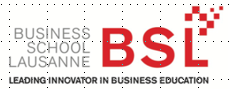 BUSINESS
SCHOOL
LAUSANNE
BSL
LEADING INNOVATOR IN BUSINESS EDUCATION